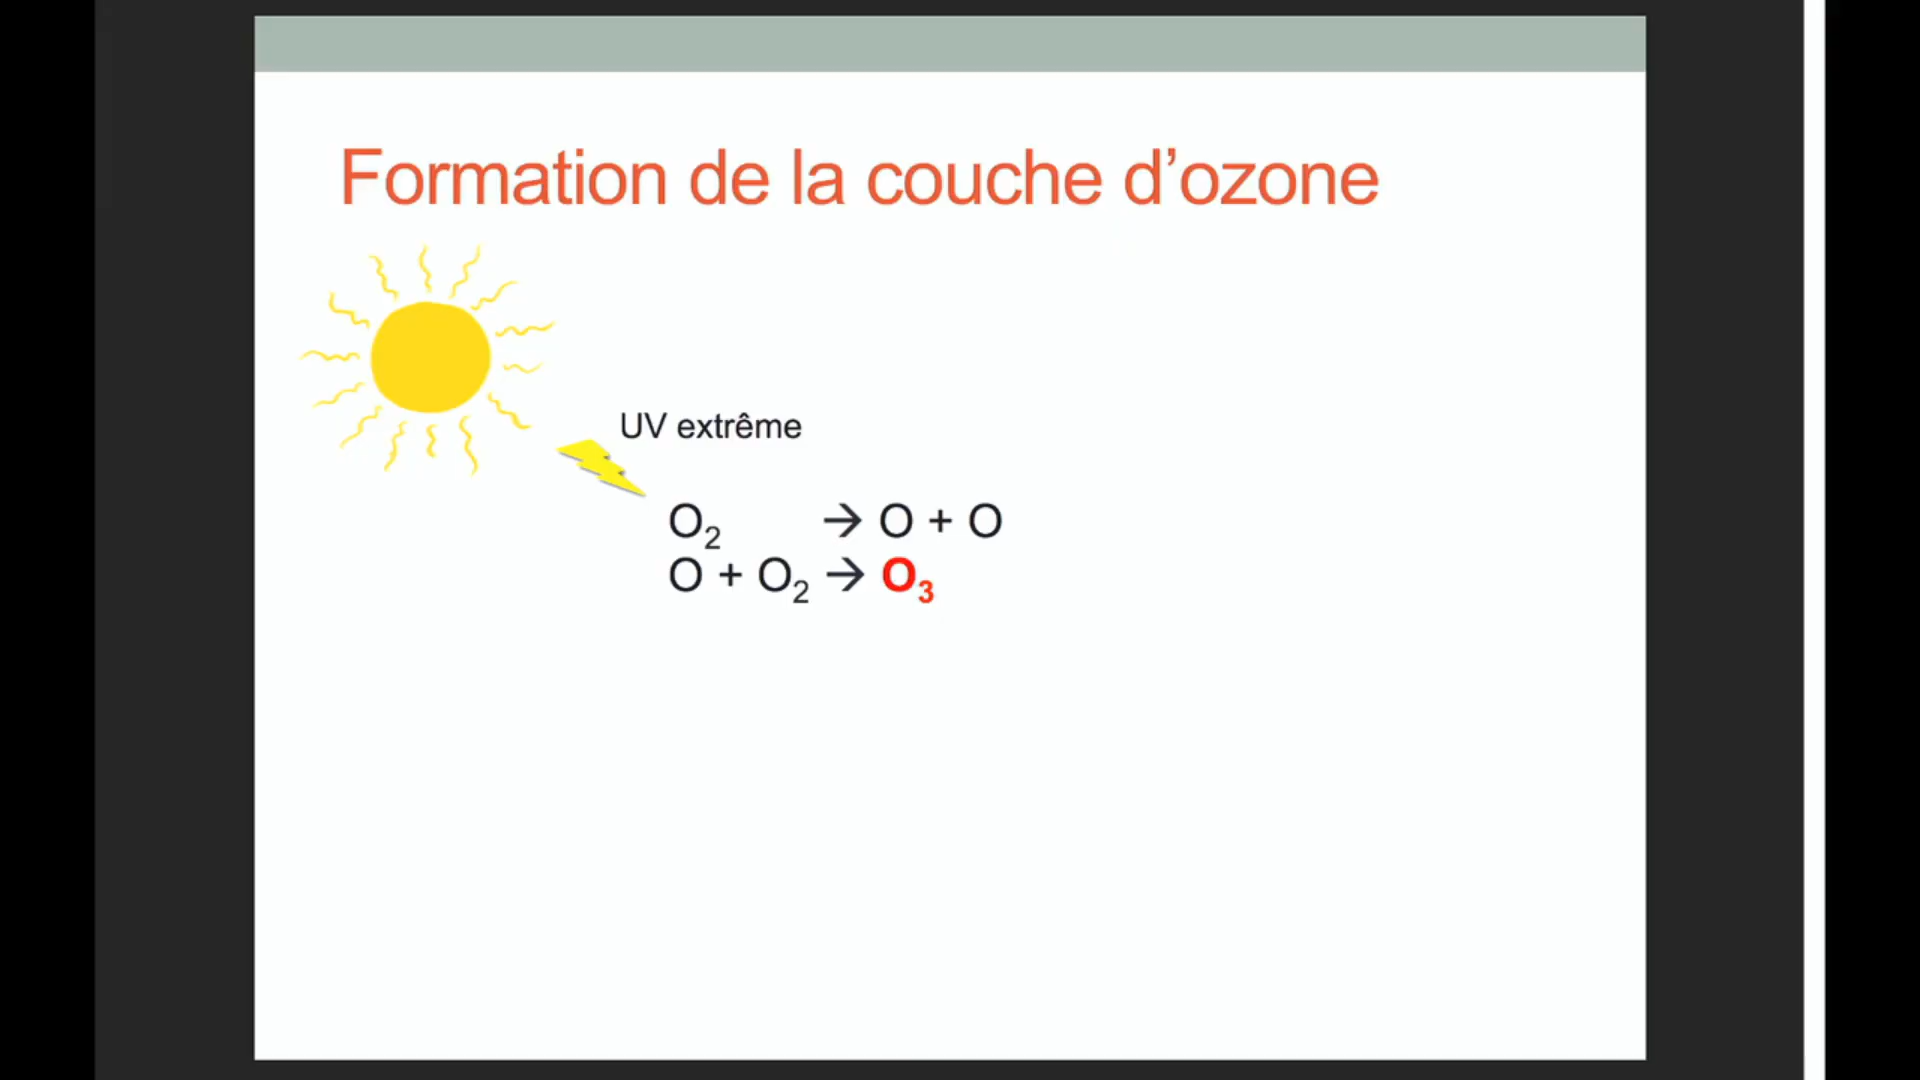 Formation de la couche d’ozone
UV extrême
O₂ → O + O
O + O₂ → O₃